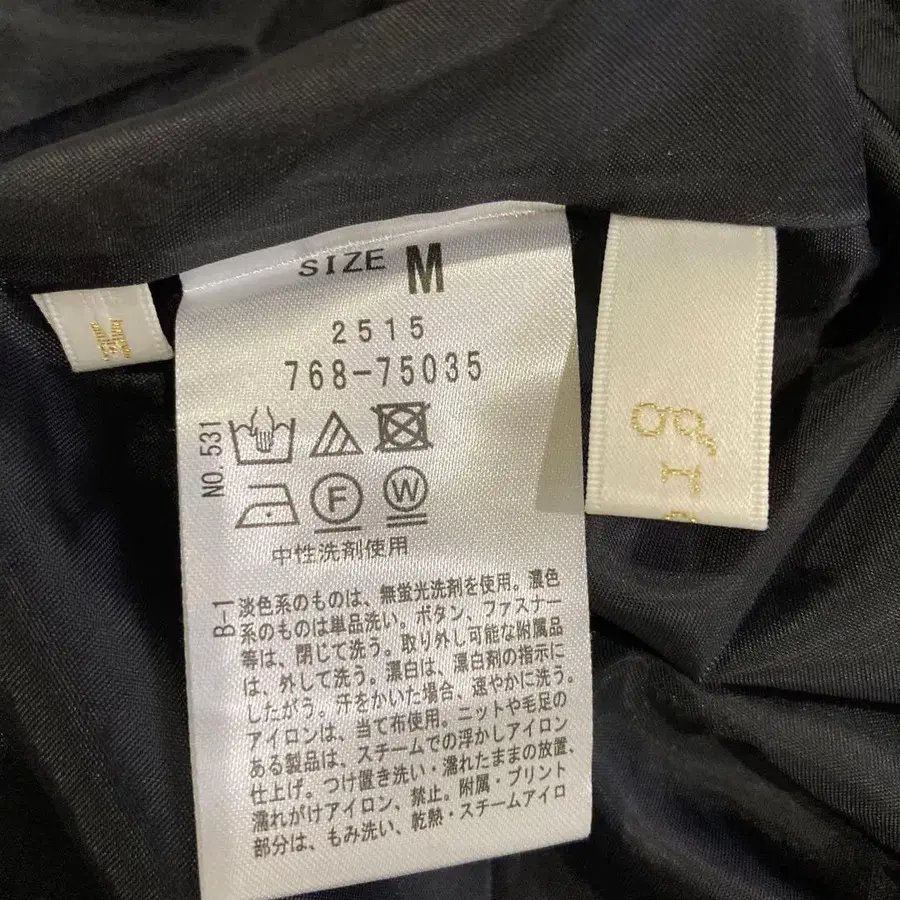 SIZE M
2515
768-75035
NO.531
F W
中性洗剤使用
B-1
淡色系のものは、無蛍光洗剤を使用。濃色
系のものは単品洗い。ボタン、ファスナー
等は、閉じて洗う。取り外し可能な附属品
は、外して洗う。漂白は、漂白剤の指示に
したがう。汗をかいた場合、速やかに洗う。
アイロンは、当て布使用。ニットや毛足の
ある製品は、スチームでの浮かしアイロン
仕上げ。つけ置き洗い・濡れたままの放置、
濡れがけアイロン、禁止。附属・プリント
部分は、もみ洗い、乾熱・スチームアイロ
M